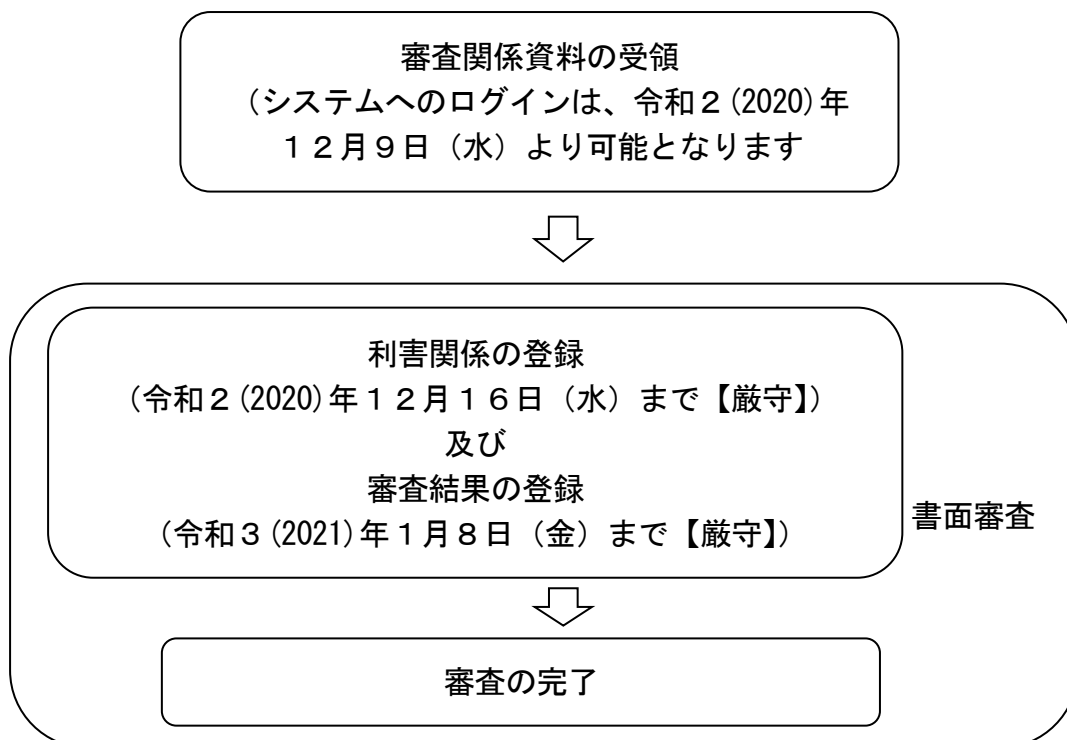 審査関係資料の受領
（システムへのログインは、令和２(2020)年
１２月９日（水）より可能となります
利害関係の登録
（令和２(2020)年１２月１６日（水）まで【厳守】）
及び
審査結果の登録
（令和３(2021)年１月８日（金）まで【厳守】）
書面審査
審査の完了